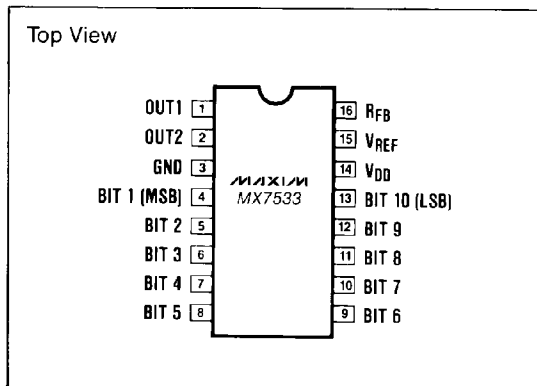 Top View
OUT1 1
OUT2 2
GND 3
BIT 1 (MSB) 4
BIT 2 5
BIT 3 6
BIT 4 7
BIT 5 8
MAXIM
MX7533
16 RFB
15 VREF
14 VDD
13 BIT 10 (LSB)
12 BIT 9
11 BIT 8
10 BIT 7
9 BIT 6